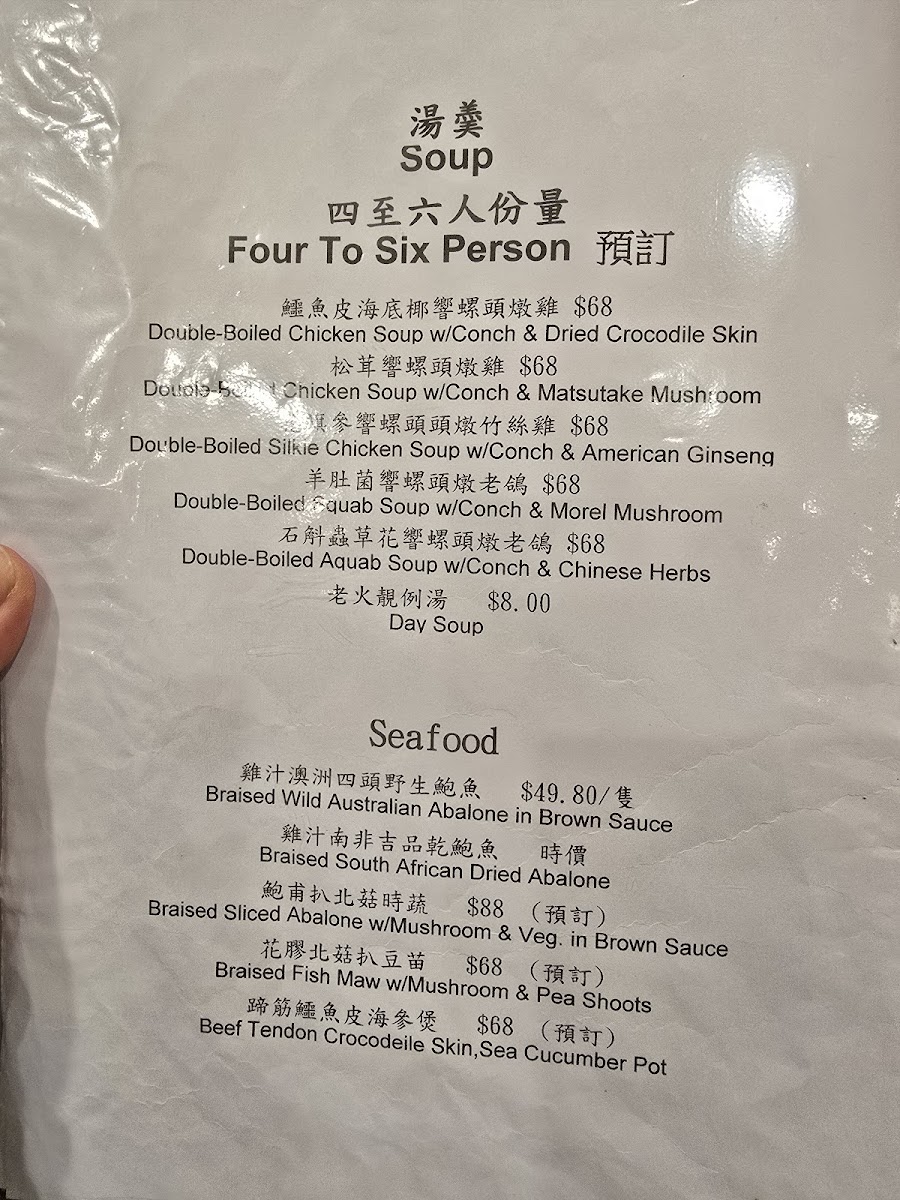 湯羹
Soup
四至六人份量
Four To Six Person 預訂
鱷魚皮海底椰響螺頭燉雞 $68
Double-Boiled Chicken Soup w/Conch & Dried Crocodile Skin
松茸響螺頭燉雞 $68
Double-Boiled Chicken Soup w/Conch & Matsutake Mushroom
旗參響螺頭頭燉竹絲雞 $68
Double-Boiled Silkie Chicken Soup w/Conch & American Ginseng
羊肚菌響螺頭燉老鴿 $68
Double-Boiled Squab Soup w/Conch & Morel Mushroom
石斛蟲草花響螺頭燉老鴿 $68
Double-Boiled Aquab Soup w/Conch & Chinese Herbs
老火靚例湯 $8.00
Day Soup
Seafood
雞汁澳洲四頭野生鮑魚 $49.80/隻
Braised Wild Australian Abalone in Brown Sauce
雞汁南非吉品乾鮑魚 時價
Braised South African Dried Abalone
鮑甫扒北菇時蔬 $88 （預訂）
Braised Sliced Abalone w/Mushroom & Veg. in Brown Sauce
花膠北菇扒豆苗 $68 （預訂）
Braised Fish Maw w/Mushroom & Pea Shoots
蹄筋鱷魚皮海參煲 $68 （預訂）
Beef Tendon Crocodeile Skin,Sea Cucumber Pot